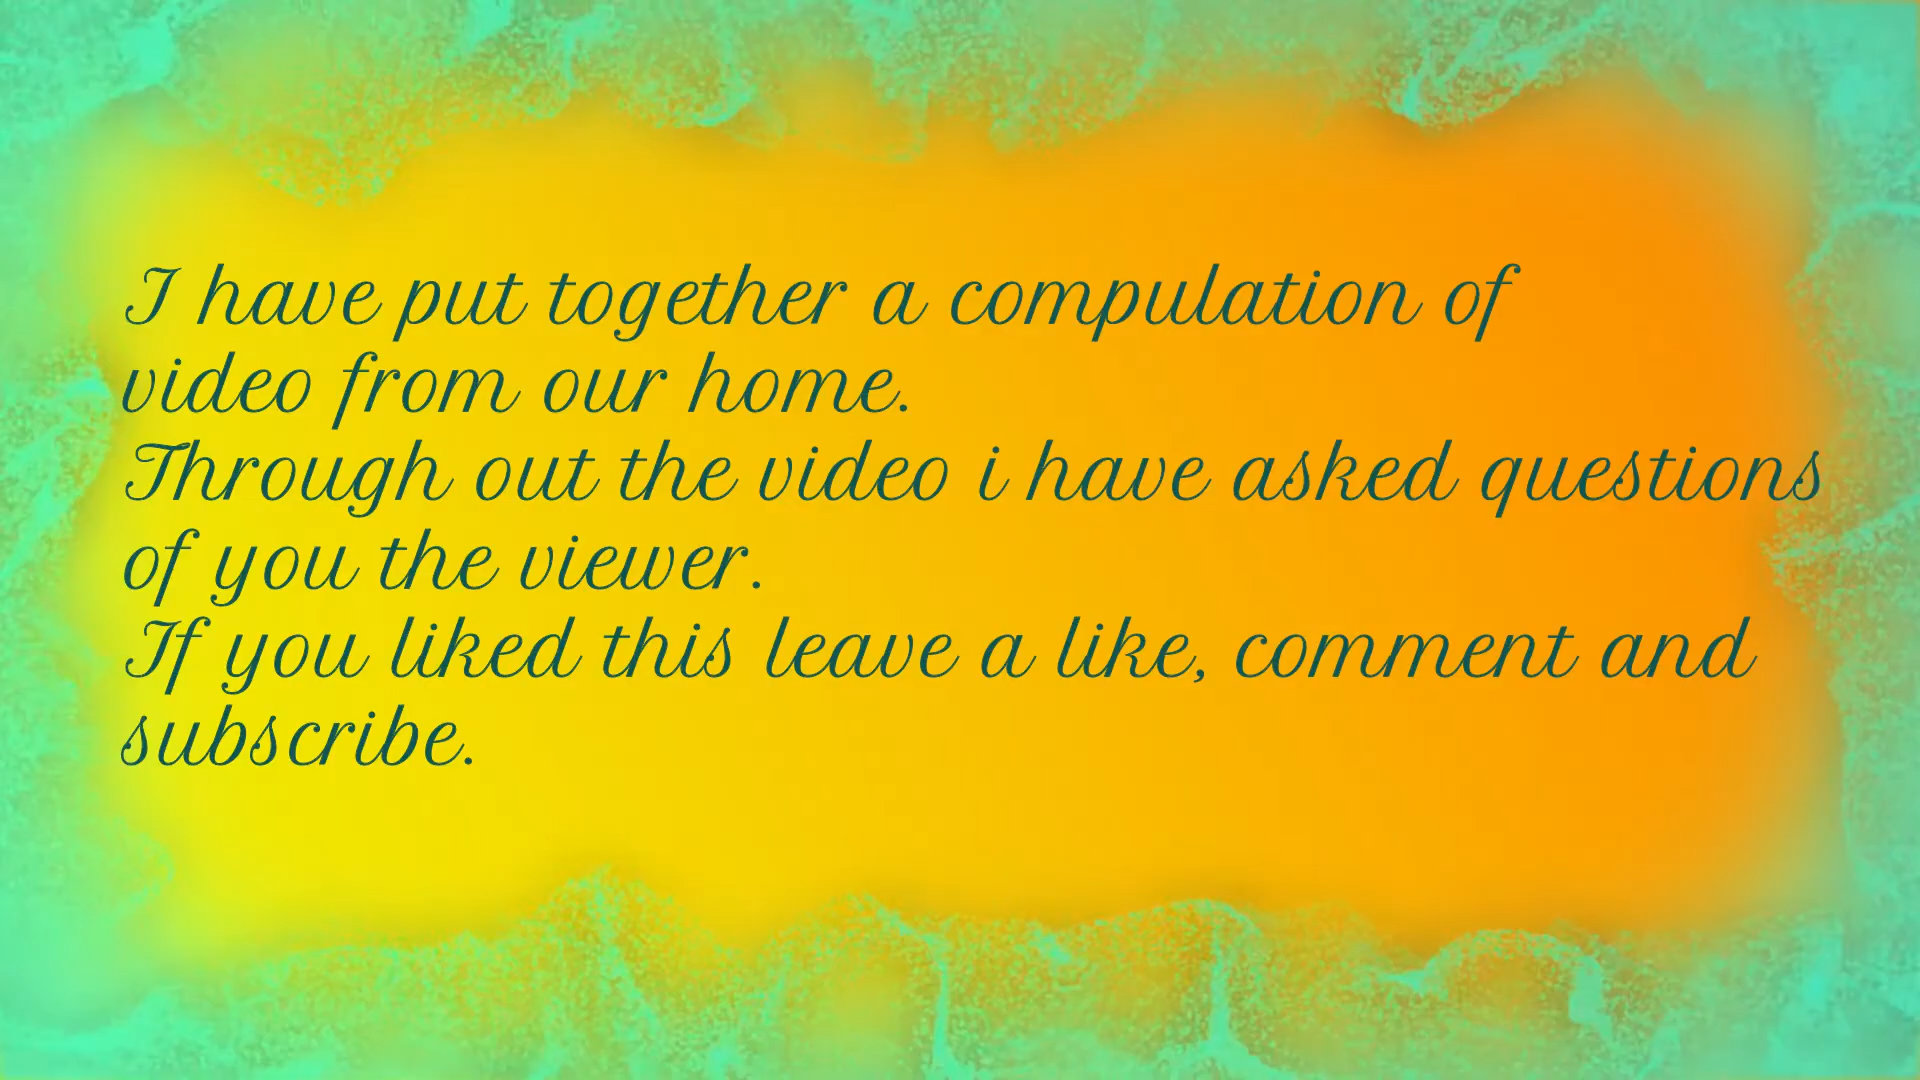 I have put together a compulation of
video from our home.
Through out the video i have asked questions
of you the viewer.
If you liked this leave a like, comment and
subscribe.